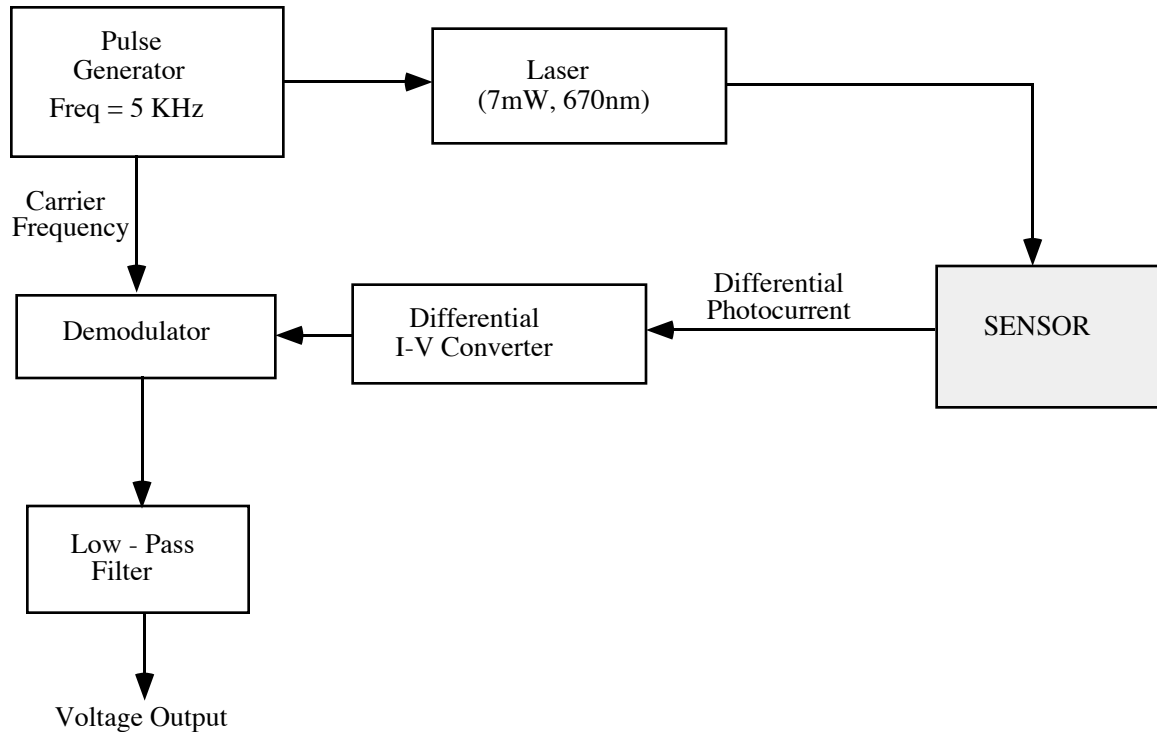 Pulse
Generator
Freq = 5 KHz
Laser
(7mW, 670nm)
Carrier
Frequency
Differential
Photocurrent
SENSOR
Differential
I-V Converter
Demodulator
Low - Pass
Filter
Voltage Output